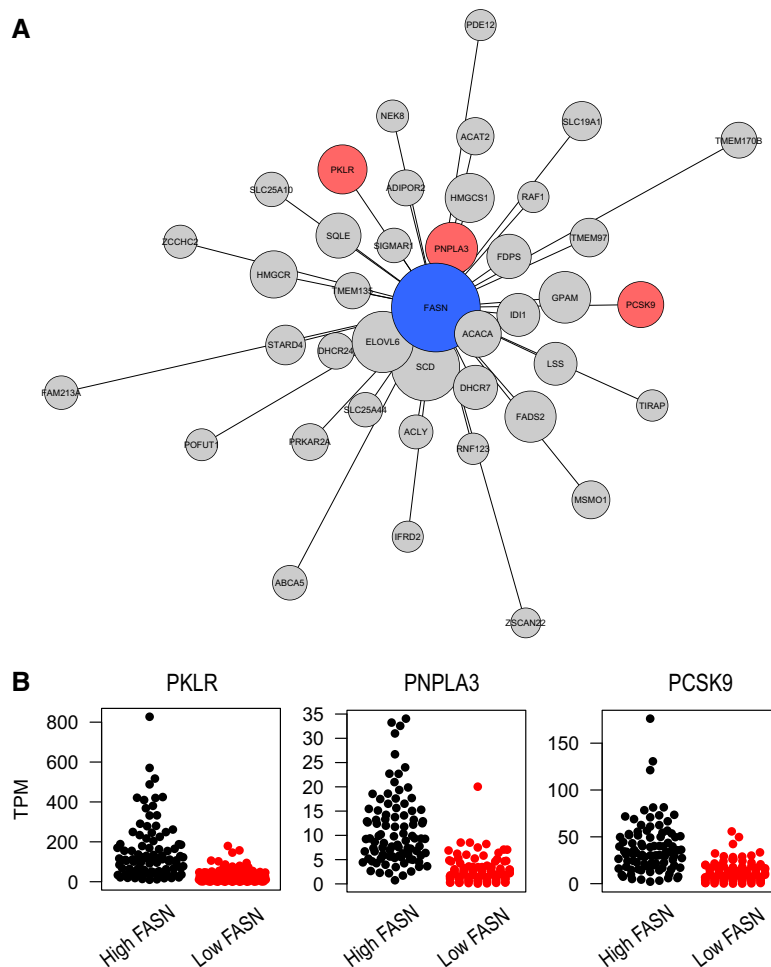 A
PDE12
NEK8
ACAT2
SLC19A1
TMEM170B
PKLR
SLC25A10
ADIPOR2
HMGCS1
RAF1
ZCCHC2
SQLE
SIGMAR1
PNPLA3
FDPS
TMEM97
HMGCR
TMEM135
FASN
IDI1
GPAM
PCSK9
STARD4
DHCR24
ELOVL6
SCD
ACACA
LSS
FAM213A
SLC25A44
DHCR7
FADS2
TIRAP
POFUT1
PRKAR2A
ACLY
RNF123
MSMO1
IFRD2
ABCA5
ZSCAN22
B
PKLR PNPLA3 PCSK9
TPM
800
600
400
200
0
35
30
25
20
15
10
5
0
150
100
50
0
High FASN Low FASN High FASN Low FASN High FASN Low FASN